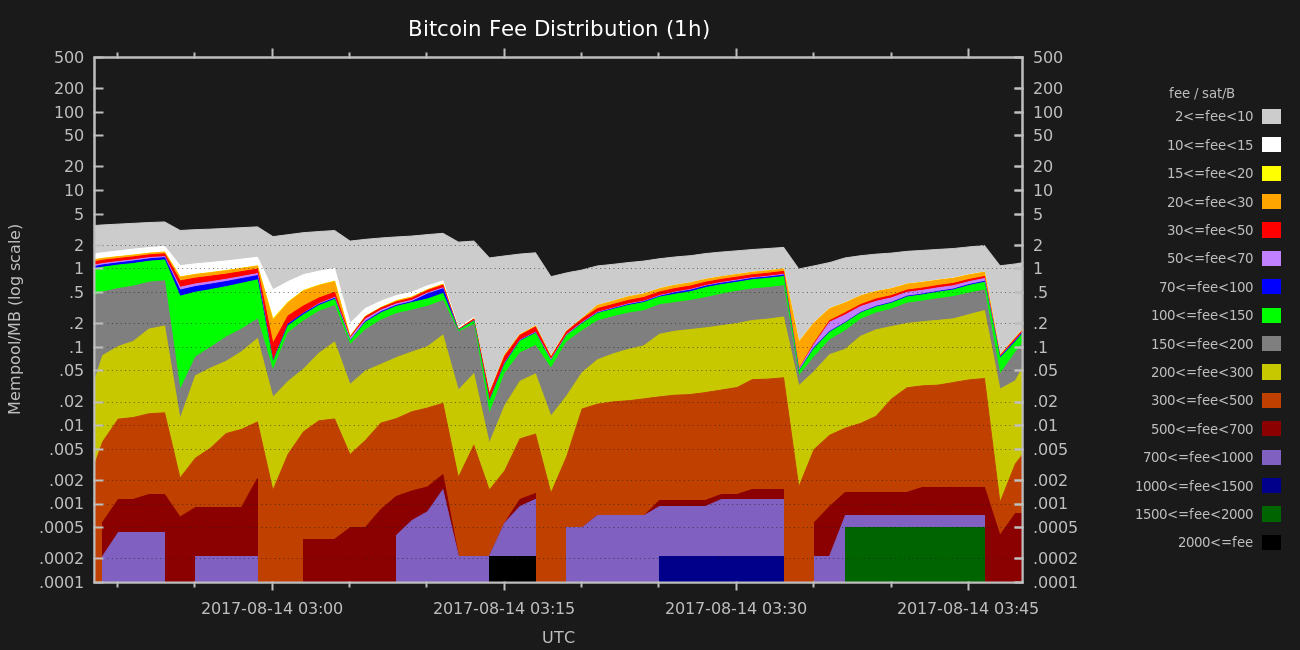 Bitcoin Fee Distribution (1h)
Mempool/MB (log scale)
500
200
100
50
20
10
5
2
1
.5
.2
.1
.05
.02
.01
.005
.002
.001
.0005
.0002
.0001
500
200
100
50
20
10
5
2
1
.5
.2
.1
.05
.02
.01
.005
.002
.001
.0005
.0002
.0001
2017-08-14 03:00
2017-08-14 03:15
2017-08-14 03:30
2017-08-14 03:45
UTC
fee / sat/B
2<=fee<10
10<=fee<15
15<=fee<20
20<=fee<30
30<=fee<50
50<=fee<70
70<=fee<100
100<=fee<150
150<=fee<200
200<=fee<300
300<=fee<500
500<=fee<700
700<=fee<1000
1000<=fee<1500
1500<=fee<2000
2000<=fee